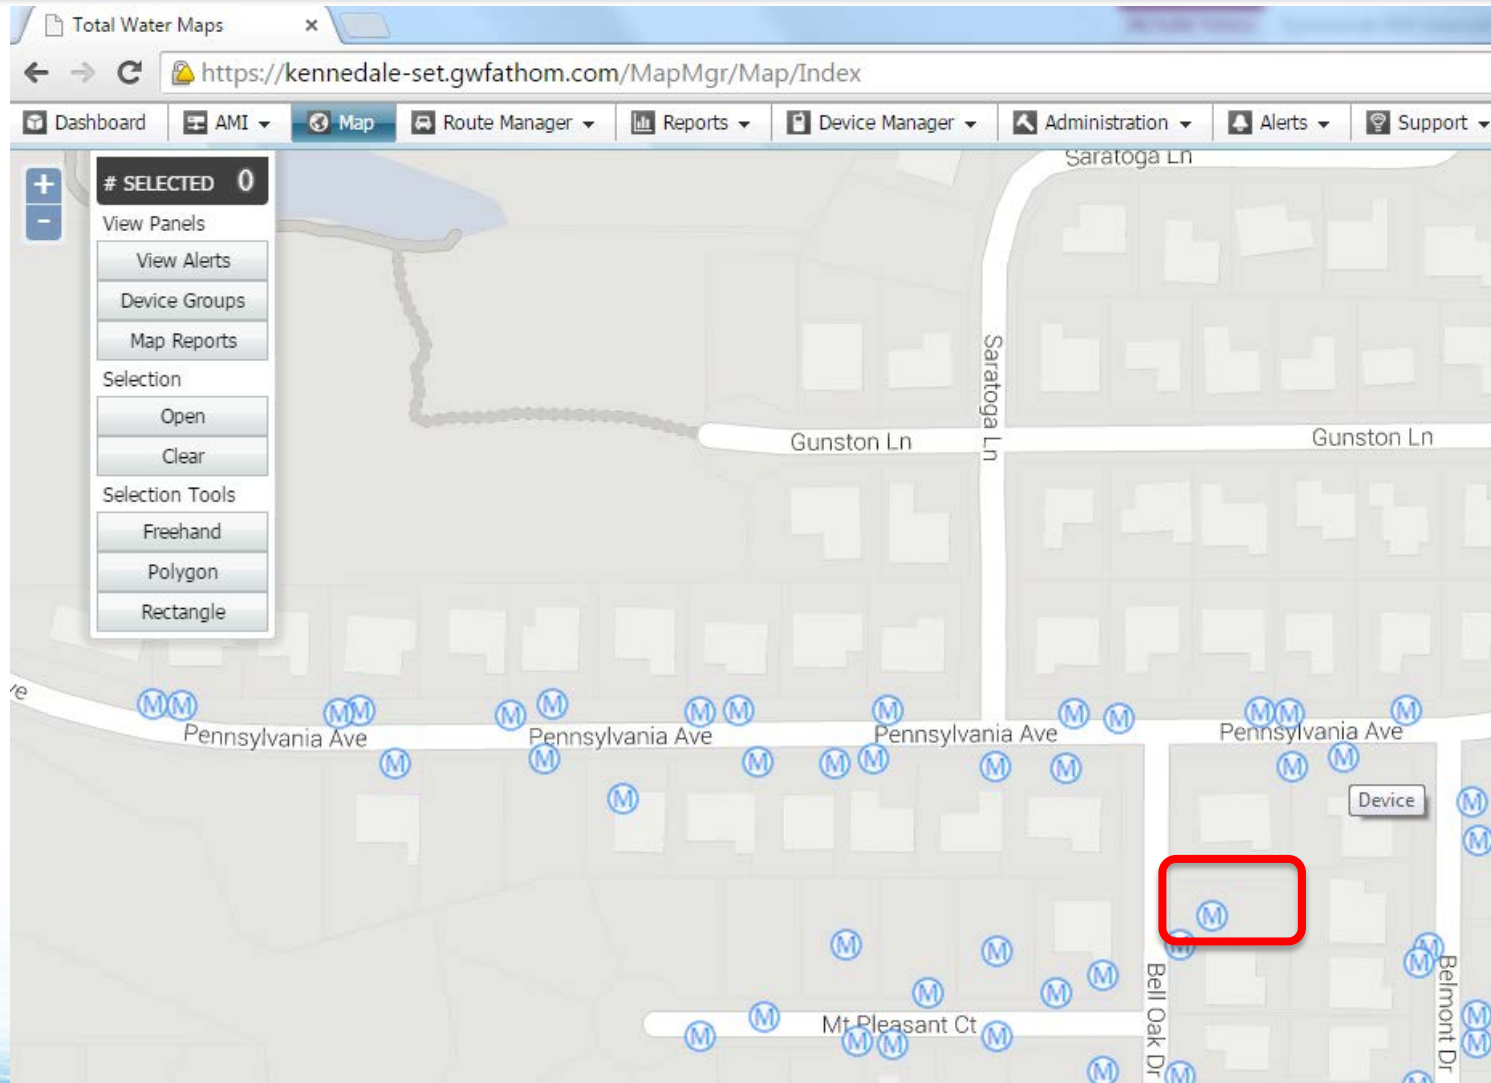 Total Water Maps ×
https://kennedale-set.gwfathom.com/MapMgr/Map/Index
Dashboard AMI Map Route Manager Reports Device Manager Administration Alerts Support
+
-
# SELECTED 0
View Panels
View Alerts
Device Groups
Map Reports
Selection
Open
Clear
Selection Tools
Freehand
Polygon
Rectangle
Saratoga Ln
Saratoga Ln
Gunston Ln
Gunston Ln
ve
M M M M M M M M M M M M M M
Pennsylvania Ave
Pennsylvania Ave
Pennsylvania Ave
Pennsylvania Ave
M M M M M M M M M
M
Device
M
M
M
M M M M M M
M M M
Bell Oak Dr
Belmont Dr
M M M
Mt Pleasant Ct
M M M M M
M M M